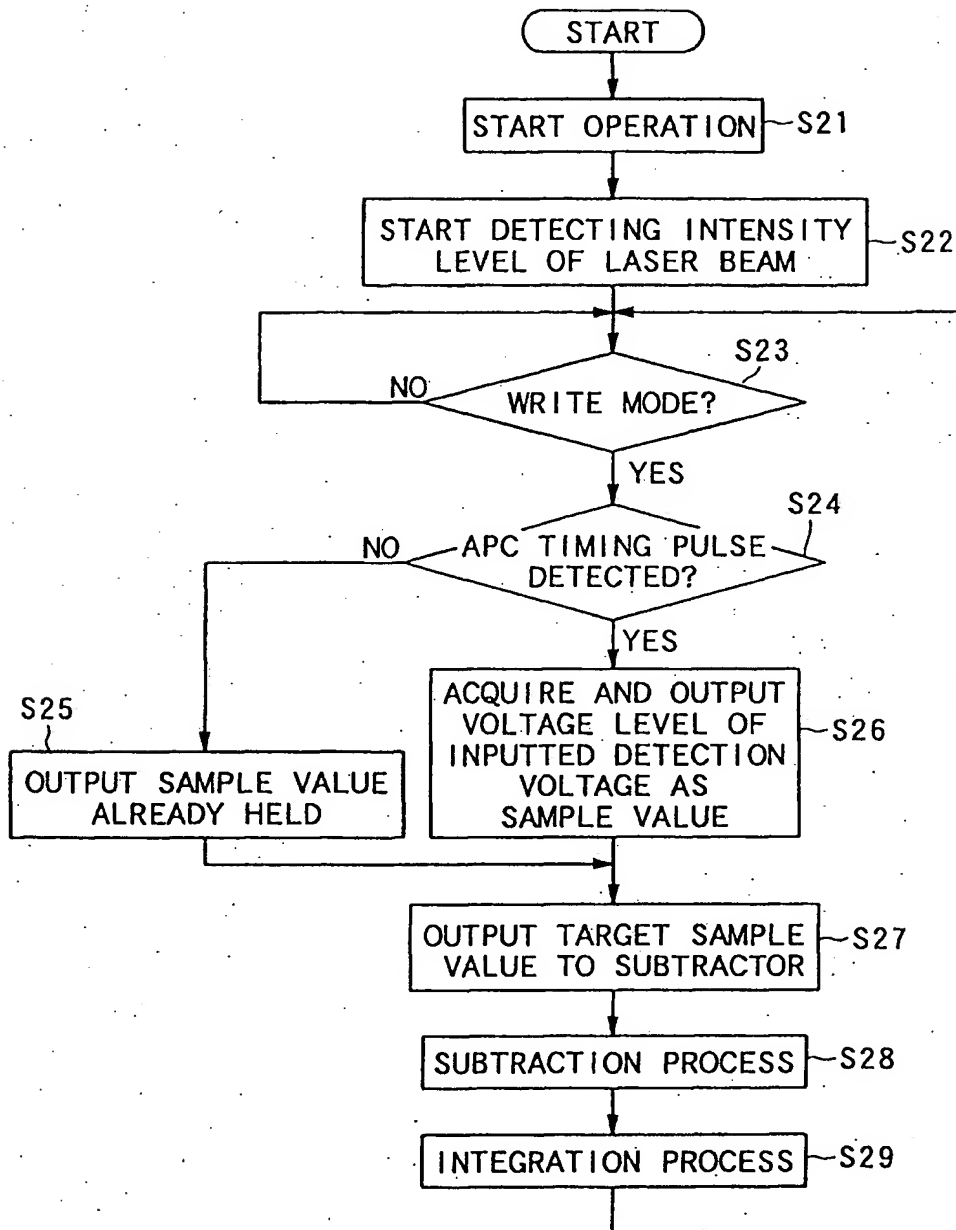 START
START OPERATION
S21
START DETECTING INTENSITY
LEVEL OF LASER BEAM
S22
S23
WRITE MODE?
NO
YES
S24
APC TIMING PULSE
DETECTED?
NO
YES
S25
OUTPUT SAMPLE VALUE
ALREADY HELD
ACQUIRE AND OUTPUT
VOLTAGE LEVEL OF
INPUTTED DETECTION
VOLTAGE AS
SAMPLE VALUE
S26
OUTPUT TARGET SAMPLE
VALUE TO SUBTRACTOR
S27
SUBTRACTION PROCESS
S28
INTEGRATION PROCESS
S29